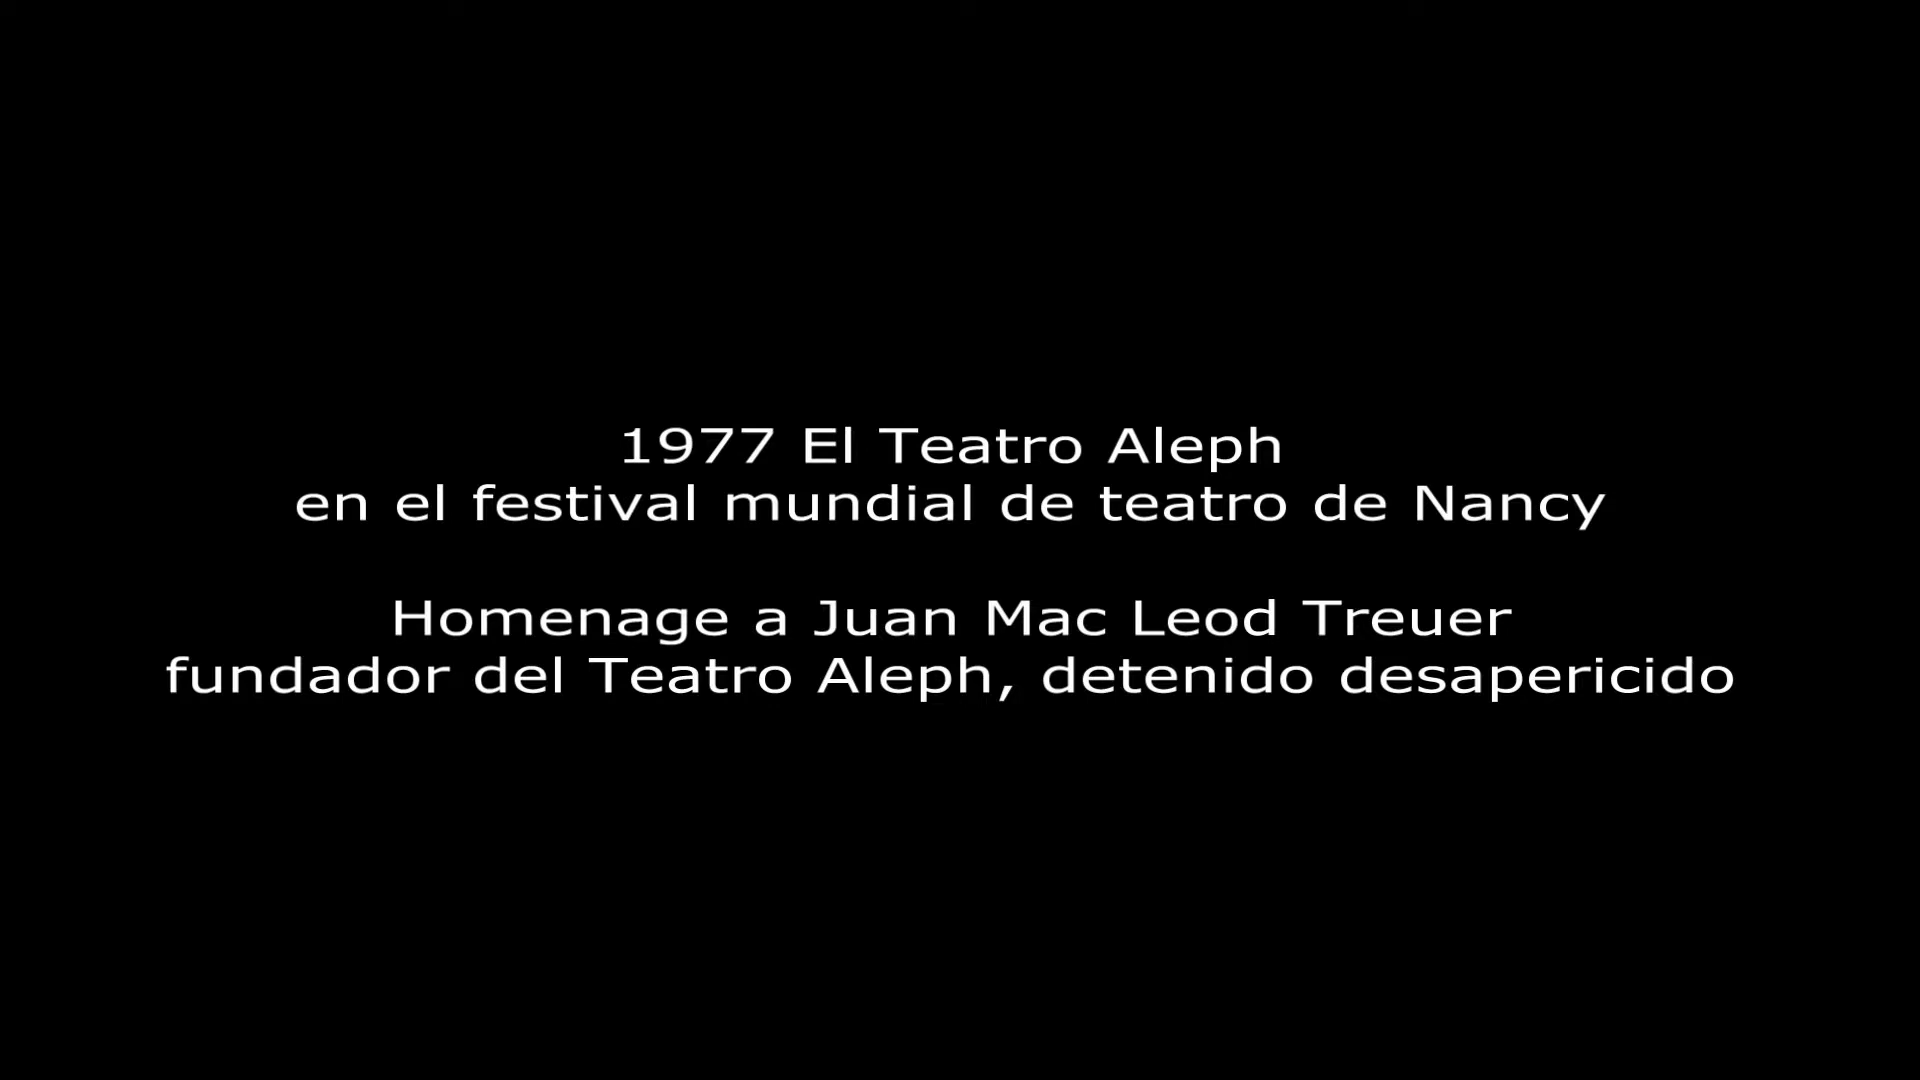 1977 El Teatro Aleph
en el festival mundial de teatro de Nancy
Homenage a Juan Mac Leod Treuer
fundador del Teatro Aleph, detenido desapericido